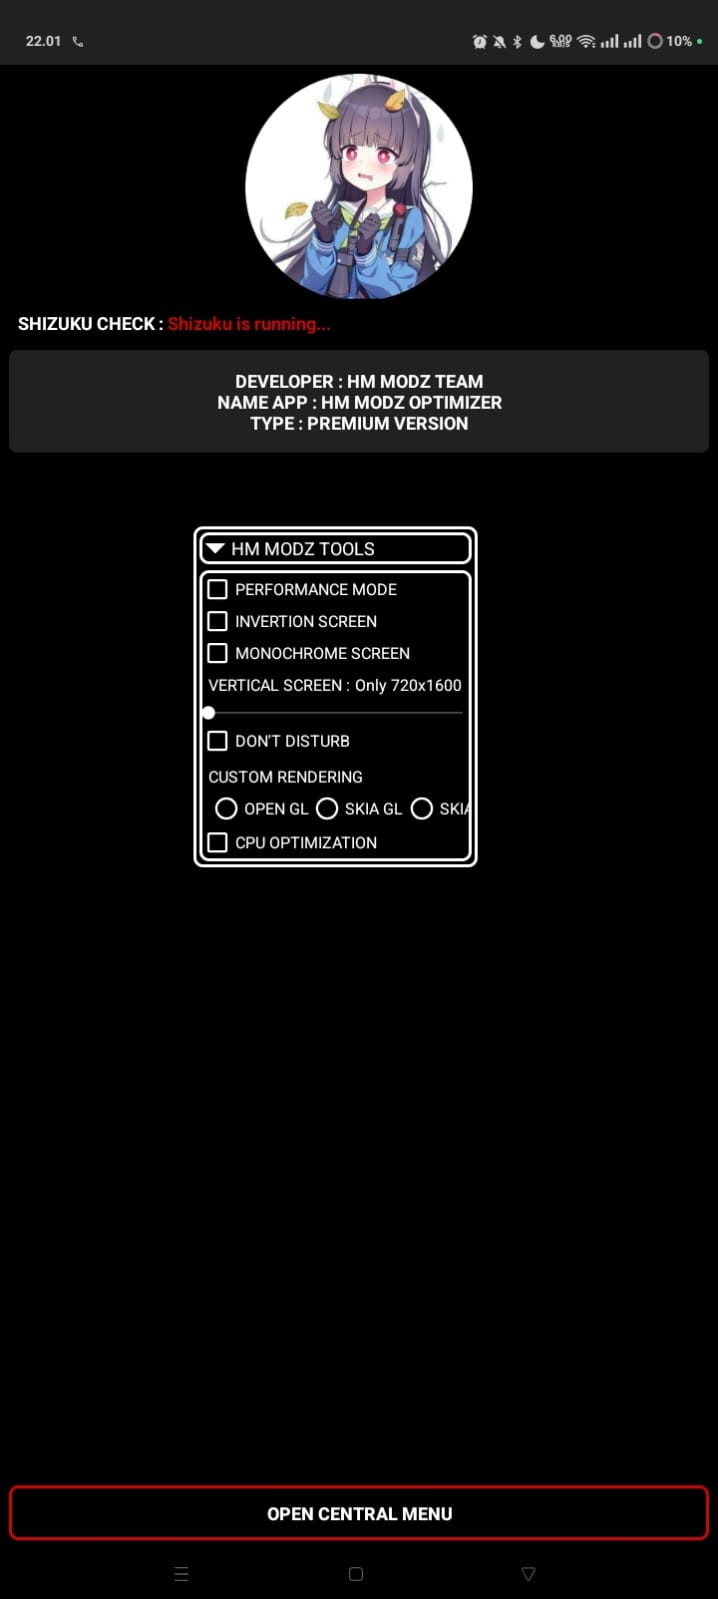 22.01
6.00
KB/S
10%
SHIZUKU CHECK : Shizuku is running...
DEVELOPER : HM MODZ TEAM
NAME APP : HM MODZ OPTIMIZER
TYPE : PREMIUM VERSION
HM MODZ TOOLS
PERFORMANCE MODE
INVERTION SCREEN
MONOCHROME SCREEN
VERTICAL SCREEN : Only 720x1600
DON'T DISTURB
CUSTOM RENDERING
OPEN GL SKIA GL SKIA
CPU OPTIMIZATION
OPEN CENTRAL MENU